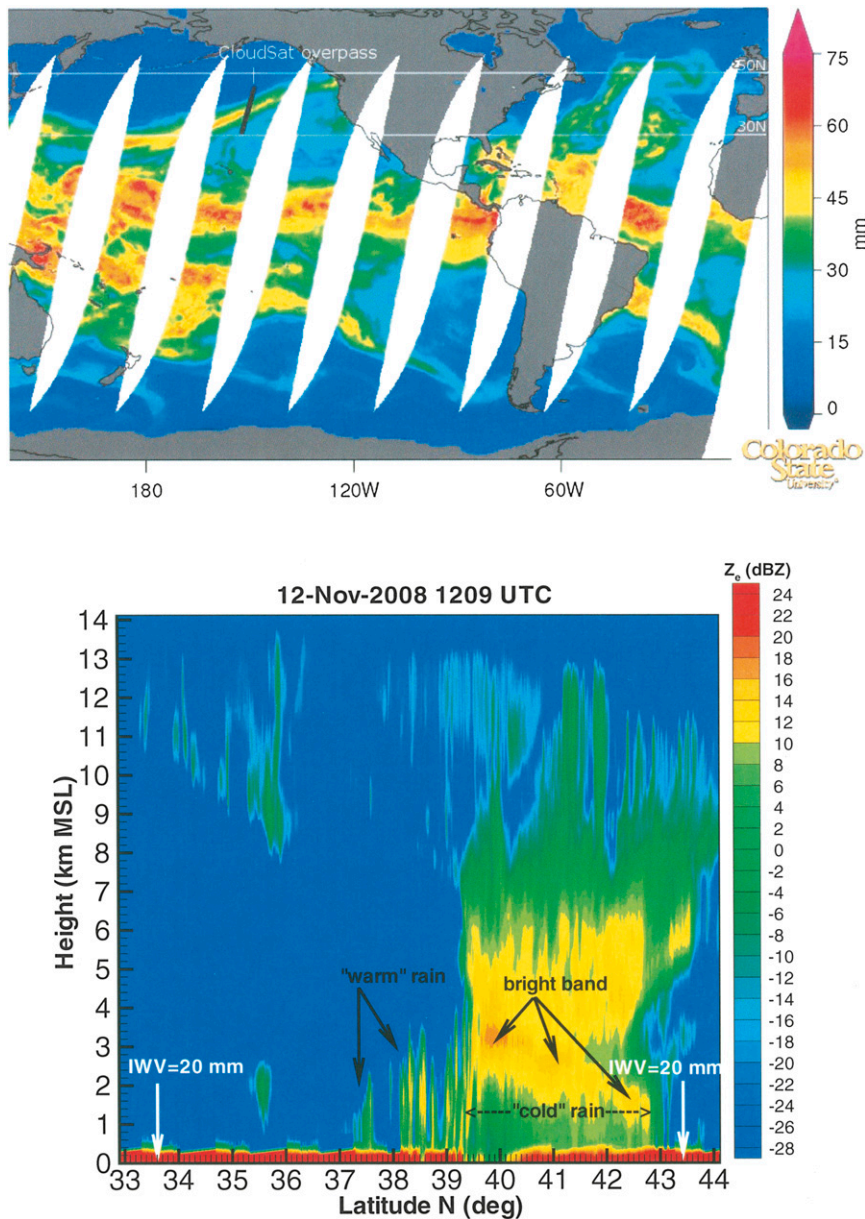 CloudSat overpass
50N
30N
75
60
45
30
15
0
mm
Colorado
State
University
180
120W
60W
12-Nov-2008 1209 UTC
Z_e (dBZ)
14
13
12
11
10
9
8
7
6
5
4
3
2
1
0
Height (km MSL)
"warm" rain
bright band
IWV=20 mm
IWV=20 mm
<-----"cold" rain----->
24
22
20
18
16
14
12
10
8
6
4
2
0
-2
-4
-6
-8
-10
-12
-14
-16
-18
-20
-22
-24
-26
-28
33 34 35 36 37 38 39 40 41 42 43 44
Latitude N (deg)